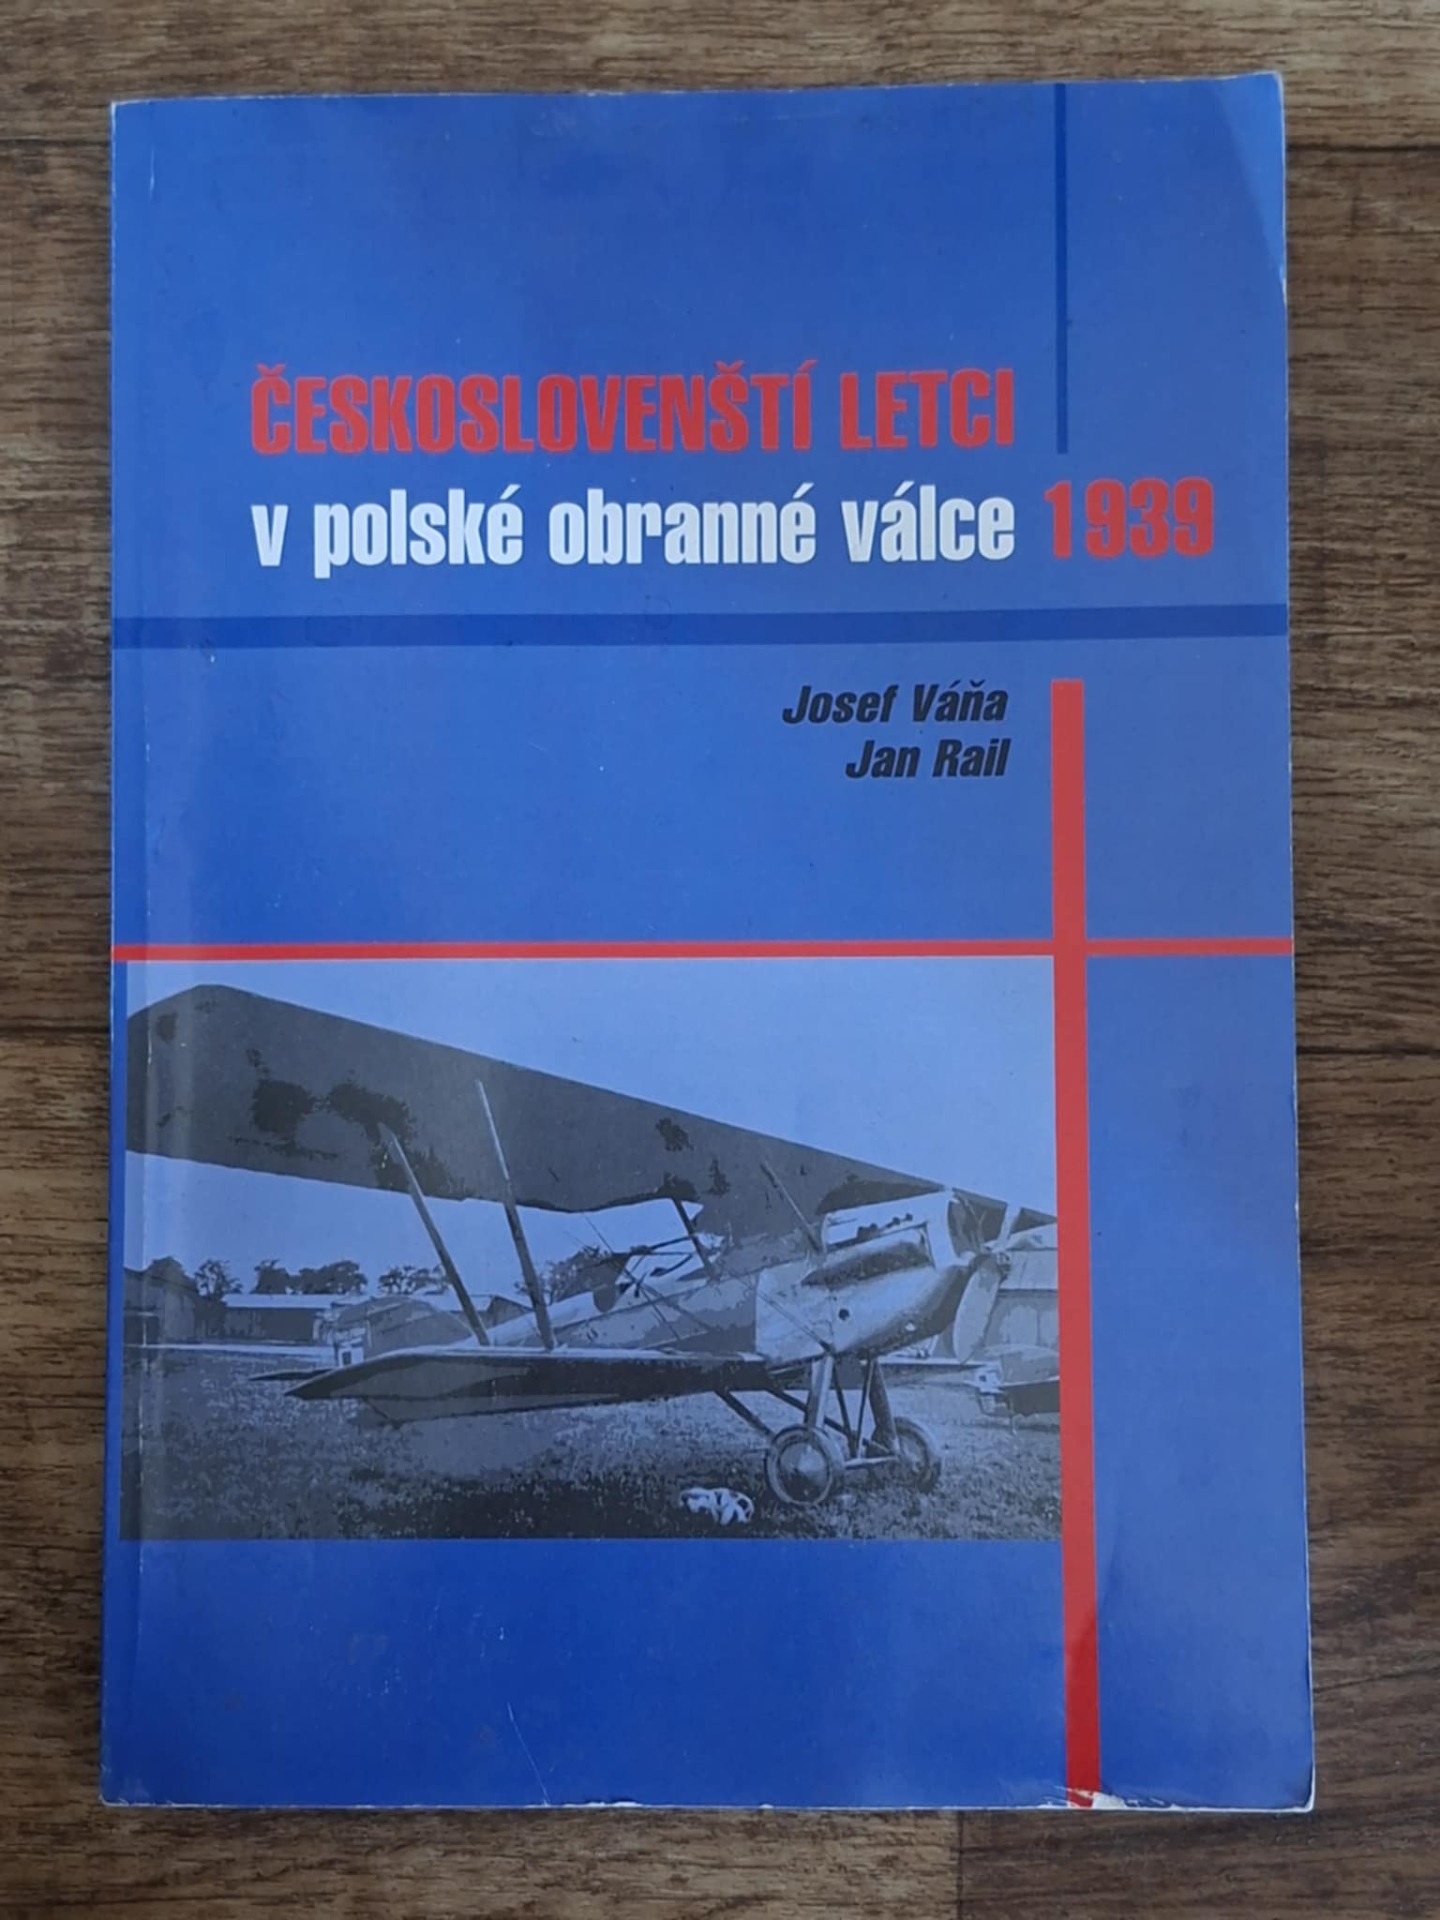 ČESKOSLOVENŠTÍ LETCI
v polské obranné válce 1939
Josef Váňa
Jan Rail